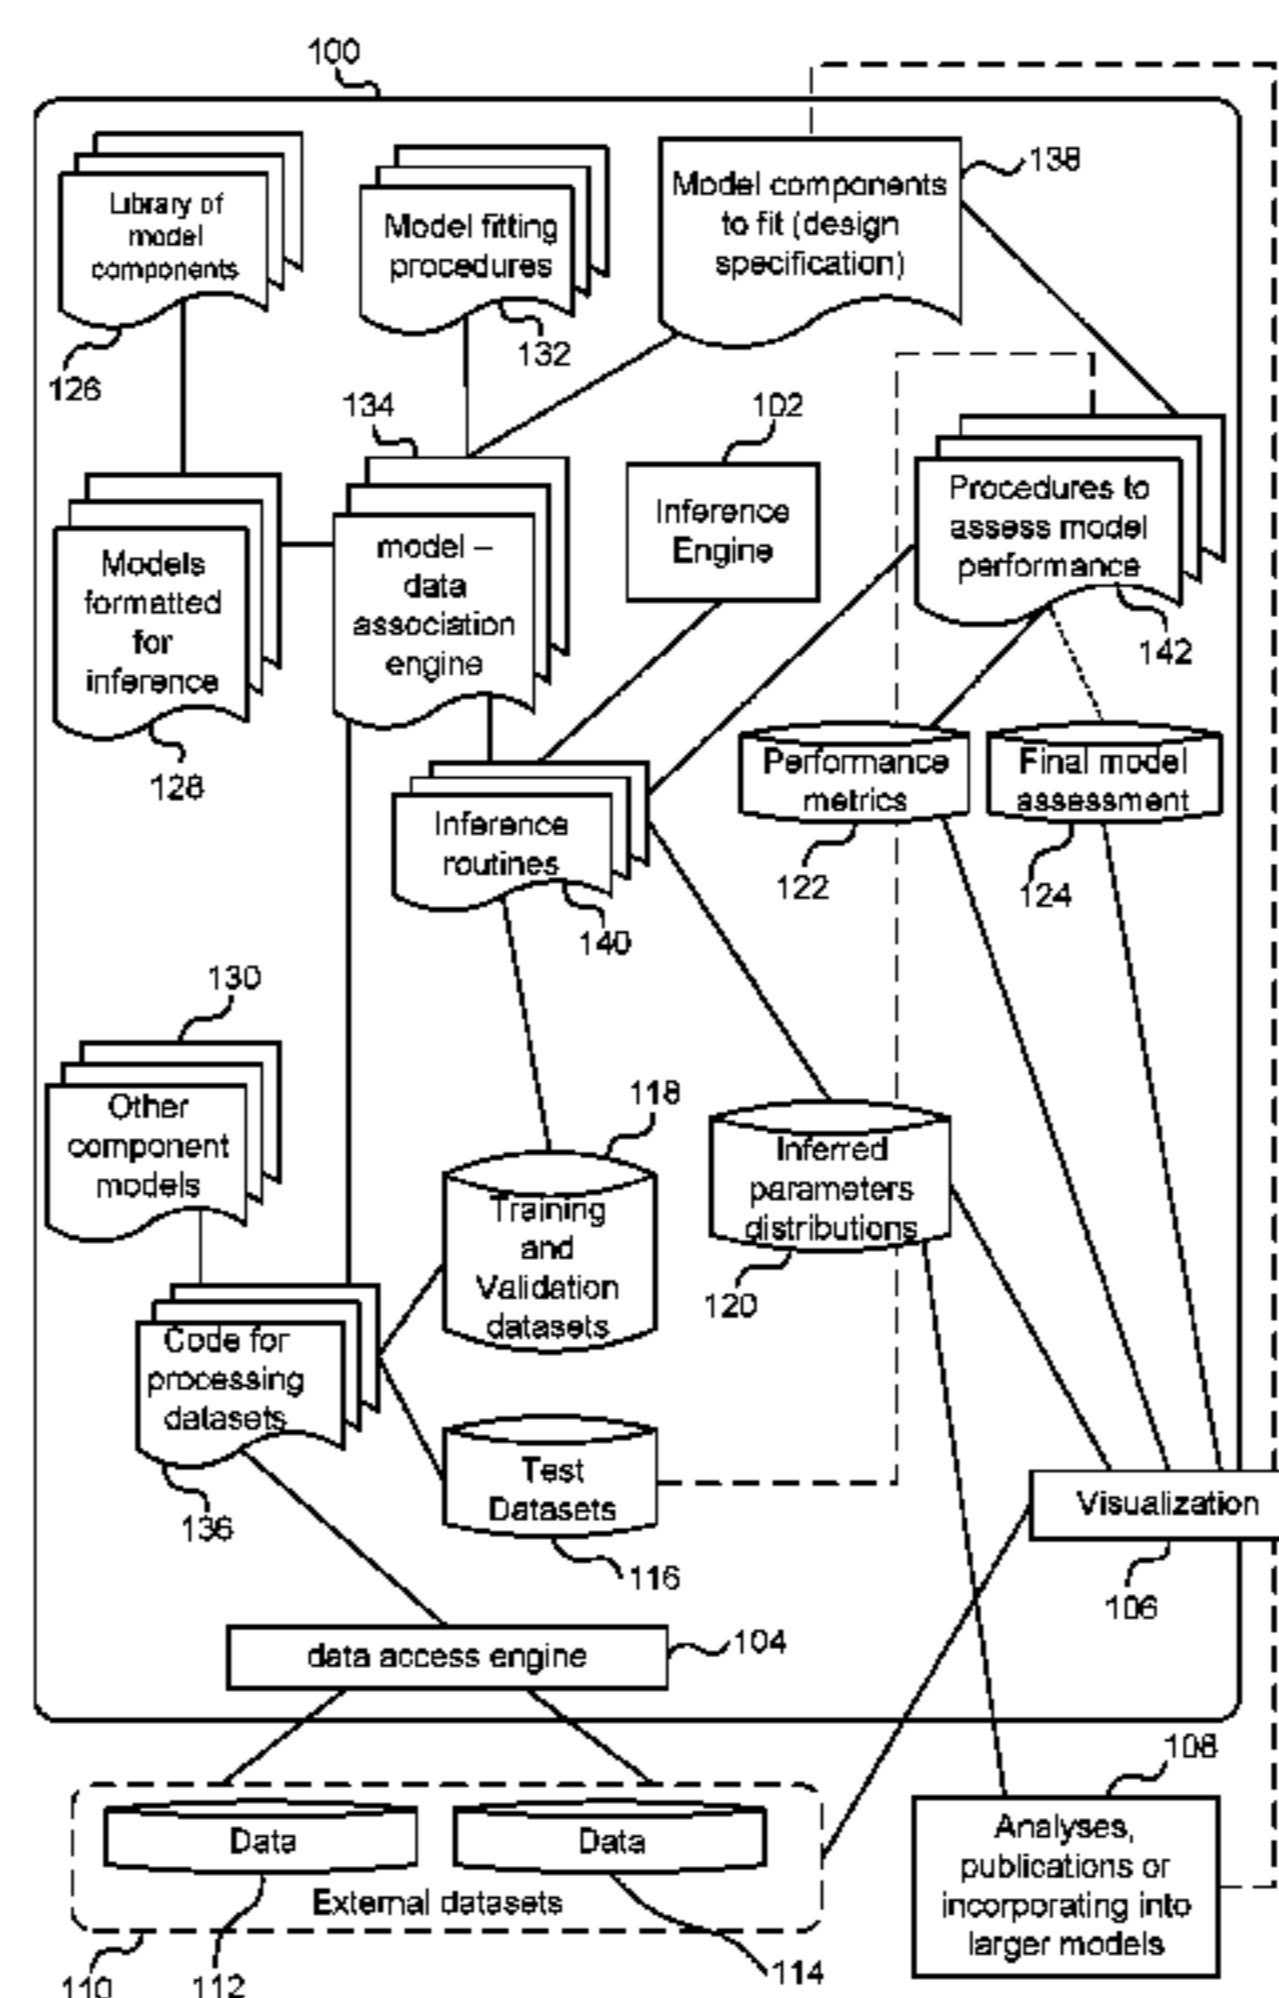 100
Library of
model
components
126
Model fitting
procedures
132
Model components
to fit (design
specification)
138
134
102
Models
formatted
for
inference
128
model –
data
association
engine
Inference
Engine
Procedures to
assess model
performance
142
Performance
metrics
122
Final model
assessment
124
Inference
routines
140
130
Other
component
models
118
Training
and
Validation
datasets
Inferred
parameters
distributions
120
Code for
processing
datasets
136
Test
Datasets
116
Visualization
106
data access engine
104
108
Data
Data
External datasets
110
112
114
Analyses,
publications or
incorporating into
larger models